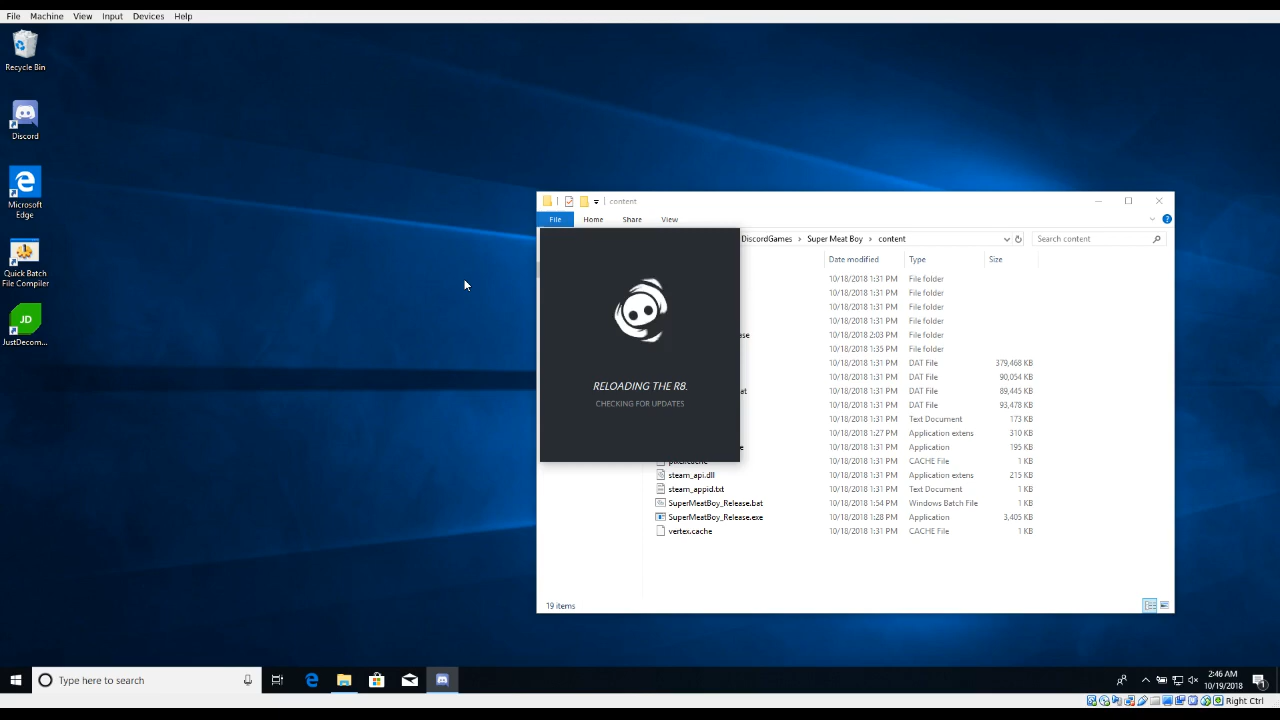 File Machine View Input Devices Help
Recycle Bin
Discord
Microsoft
Edge
Quick Batch
File Compiler
JD
JustDecom...
content
File Home Share View
DiscordGames Super Meat Boy content
Search content
Date modified Type Size
10/18/2018 1:31 PM File folder
10/18/2018 1:31 PM File folder
10/18/2018 1:31 PM File folder
10/18/2018 1:31 PM File folder
10/18/2018 2:03 PM File folder
10/18/2018 1:35 PM File folder
10/18/2018 1:31 PM DAT File 379,468 KB
10/18/2018 1:31 PM DAT File 90,054 KB
10/18/2018 1:31 PM DAT File 89,445 KB
10/18/2018 1:31 PM DAT File 93,478 KB
10/18/2018 1:31 PM Text Document 173 KB
10/18/2018 1:27 PM Application extens 310 KB
10/18/2018 1:31 PM Application 195 KB
10/18/2018 1:31 PM CACHE File 1 KB
steam_api.dll 10/18/2018 1:31 PM Application extens 215 KB
steam_appid.txt 10/18/2018 1:31 PM Text Document 1 KB
SuperMeatBoy_Release.bat 10/18/2018 1:54 PM Windows Batch File 1 KB
SuperMeatBoy_Release.exe 10/18/2018 1:28 PM Application 3,405 KB
vertex.cache 10/18/2018 1:31 PM CACHE File 1 KB
RELOADING THE R8.
CHECKING FOR UPDATES
19 items
Type here to search
2:46 AM
10/19/2018
1
Right Ctrl